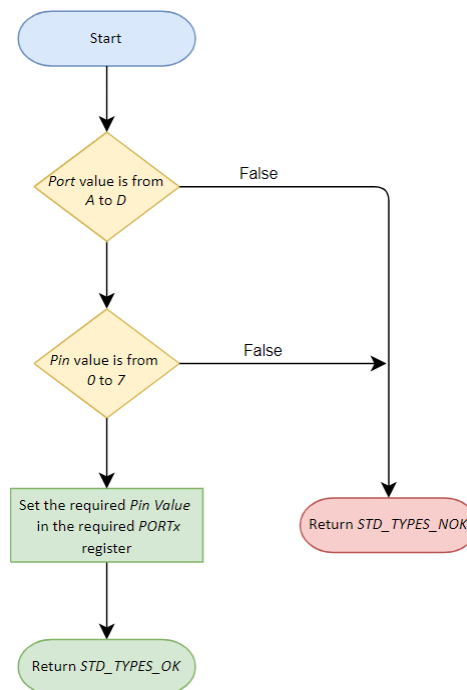 Start
Port value is from
A to D
False
Pin value is from
0 to 7
False
Set the required Pin Value
in the required PORTx
register
Return STD_TYPES_NOK
Return STD_TYPES_OK